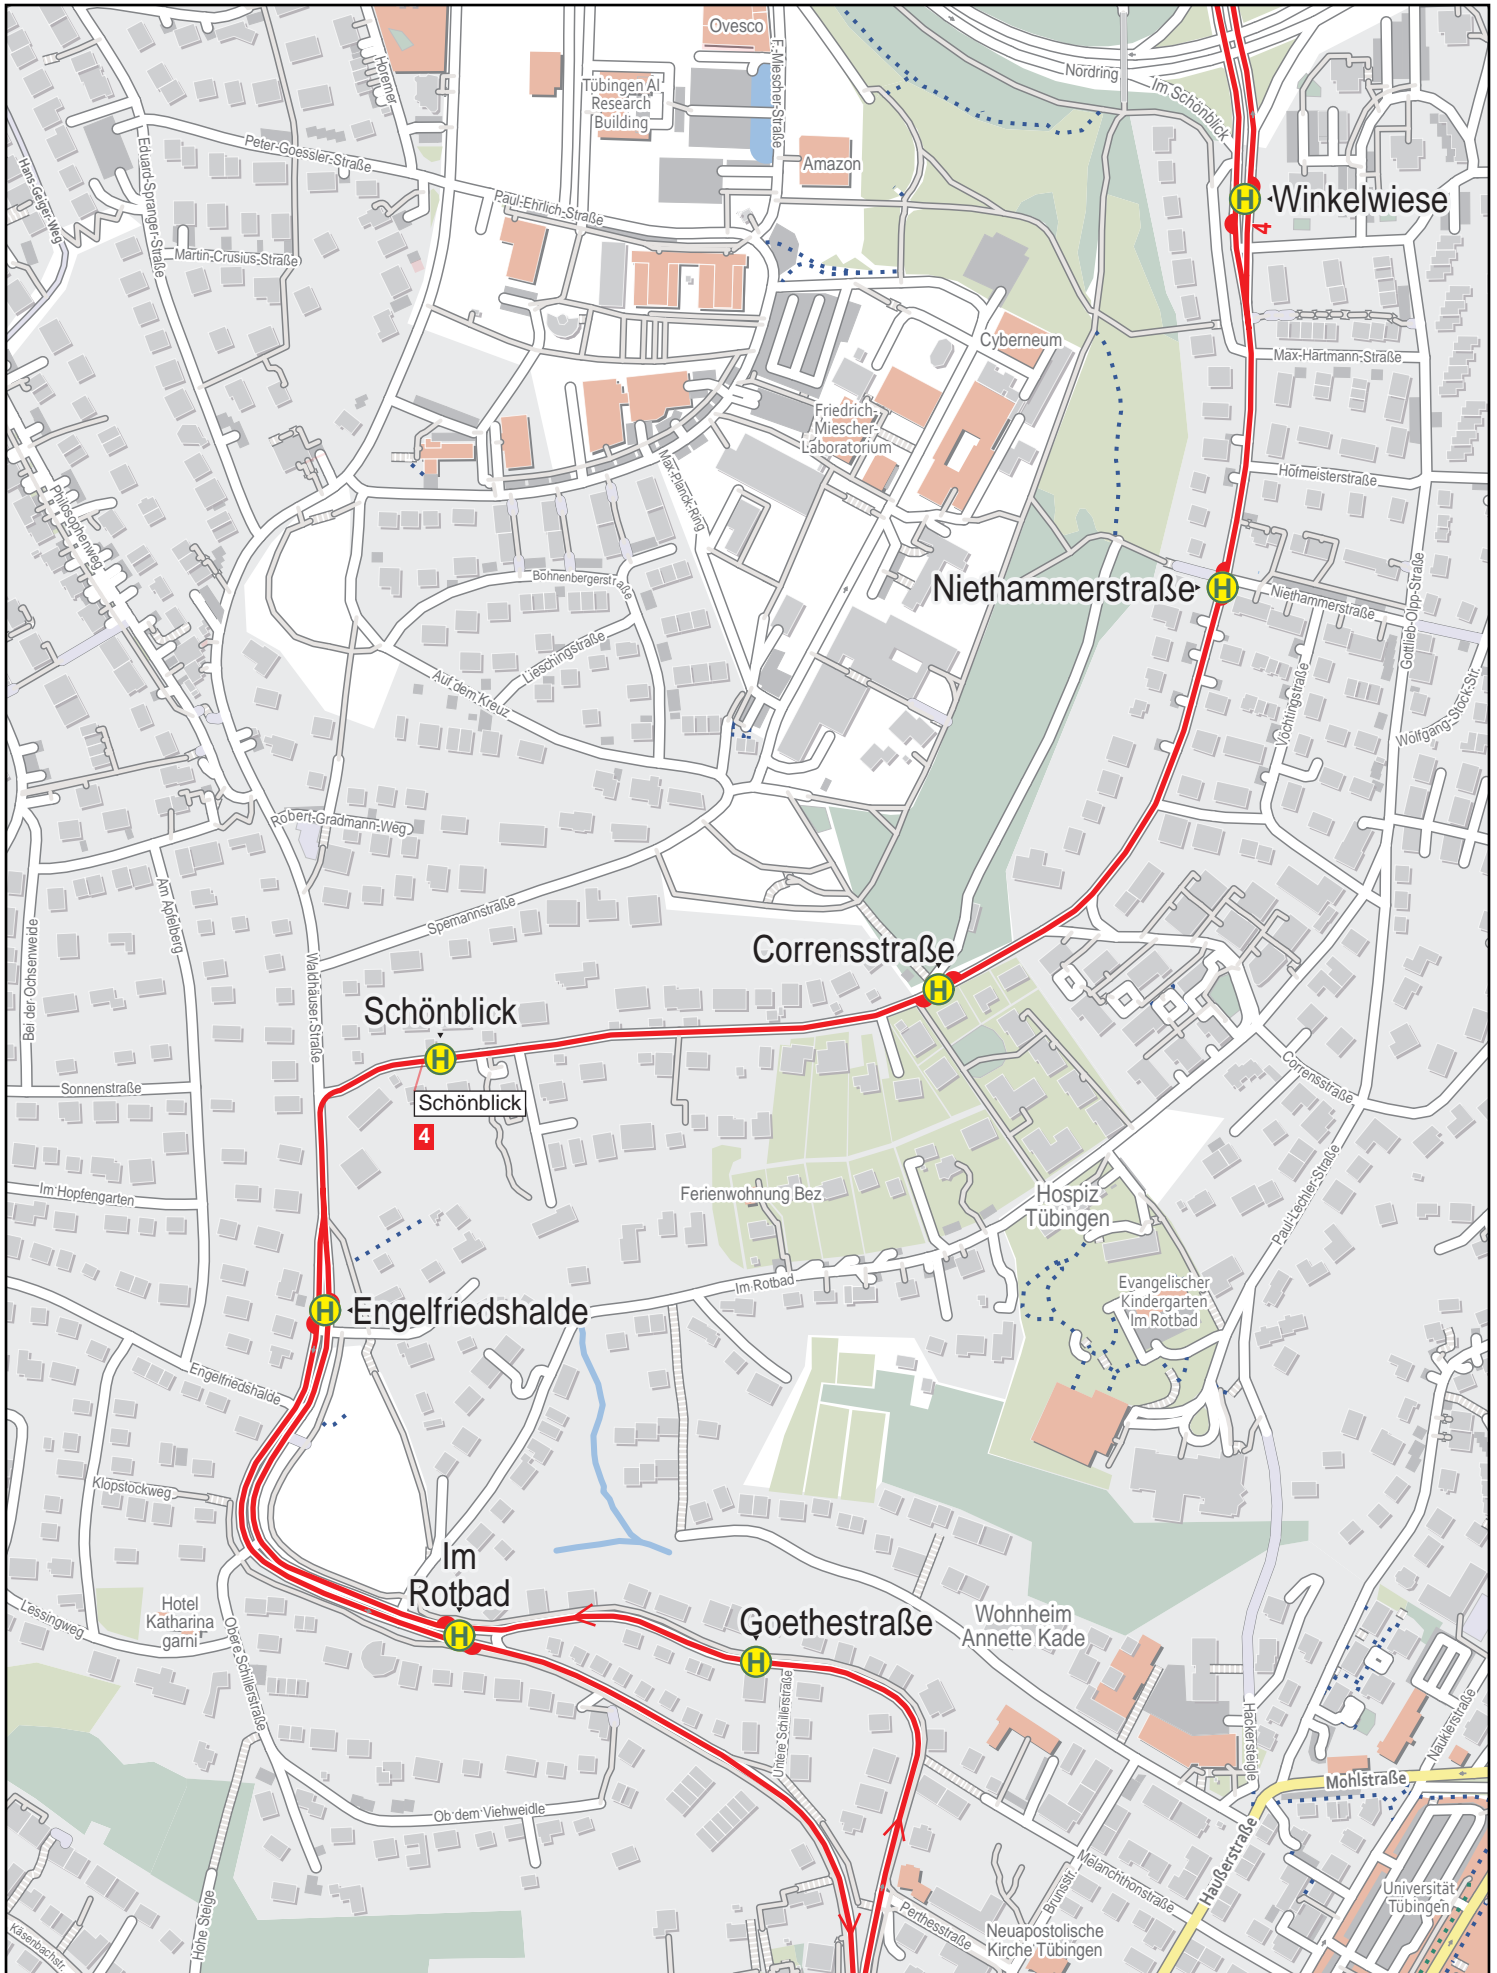 Ovesco
F.-Miescher-Straße
Nordring
Im Schönblick
Horemer
Tübingen AI
Research
Building
Amazon
Peter-Goessler-Straße
Eduard-Spranger-Straße
Hans-Geiger-Weg
Paul-Ehrlich-Straße
H
Winkelwiese
4
Martin-Crusius-Straße
Cyberneum
Max-Hartmann-Straße
Friedrich-
Miescher-
Laboratorium
Max-Planck-Ring
Hofmeisterstraße
Philosophenweg
Bohnenbergerstraße
Niethammerstraße
H
Niethammerstraße
Gottlieb-Olpp-Straße
Lieschingstraße
Auf dem Kreuz
Vöchtingstraße
Wolfgang-Stock-Str.
Robert-Gradmann-Weg
Am Apfelberg
Spemannstraße
Bei der Ochsenweide
Waldhäuser Straße
Corrensstraße
H
Schönblick
H
Schönblick
4
Sonnenstraße
Corrensstraße
Im Hopfengarten
Ferienwohnung Bez
Hospiz
Tübingen
Paul-Lechler-Straße
Im Rotbad
Evangelischer
Kindergarten
Im Rotbad
H
Engelfriedshalde
Engelfriedshalde
Klopstockweg
Im
Rotbad
H
Lessingweg
Hotel
Katharina
garni
Obere Schillerstraße
Goethestraße
H
Wohnheim
Annette Kade
Untere Schillerstraße
Hackersteigle
Nauklerstraße
Mohlstraße
Ob dem Viehweidle
Haußerstraße
Melanchthonstraße
Brunsstr.
Perthesstraße
Neuapostolische
Kirche Tübingen
Universität
Tübingen
Hohe Steige
Käsenbachstr.